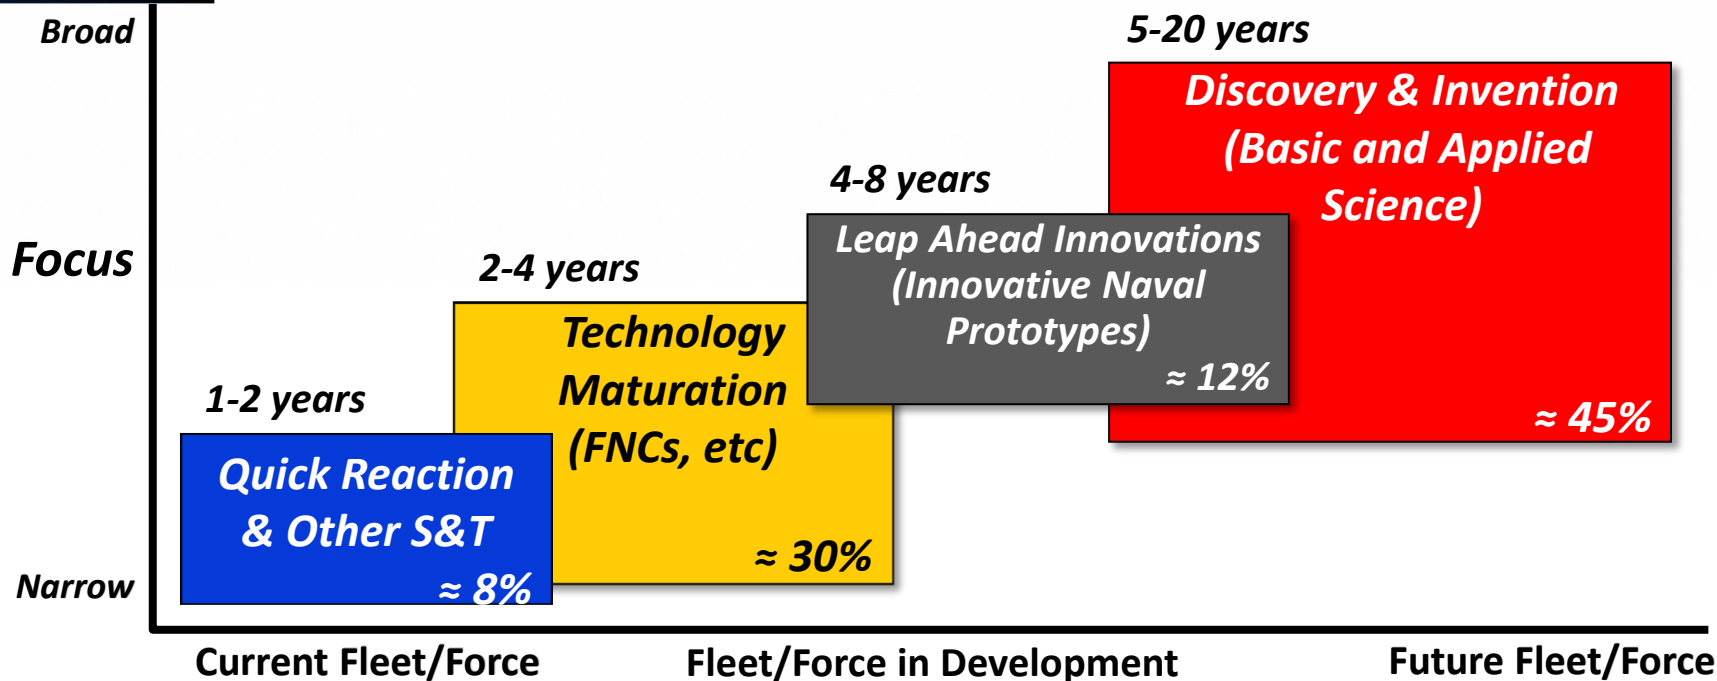 Broad
5-20 years
Discovery & Invention
(Basic and Applied
Science)
≈ 45%
4-8 years
Leap Ahead Innovations
(Innovative Naval
Prototypes)
≈ 12%
Focus
2-4 years
Technology
Maturation
(FNCs, etc)
≈ 30%
1-2 years
Quick Reaction
& Other S&T
≈ 8%
Narrow
Current Fleet/Force
Fleet/Force in Development
Future Fleet/Force